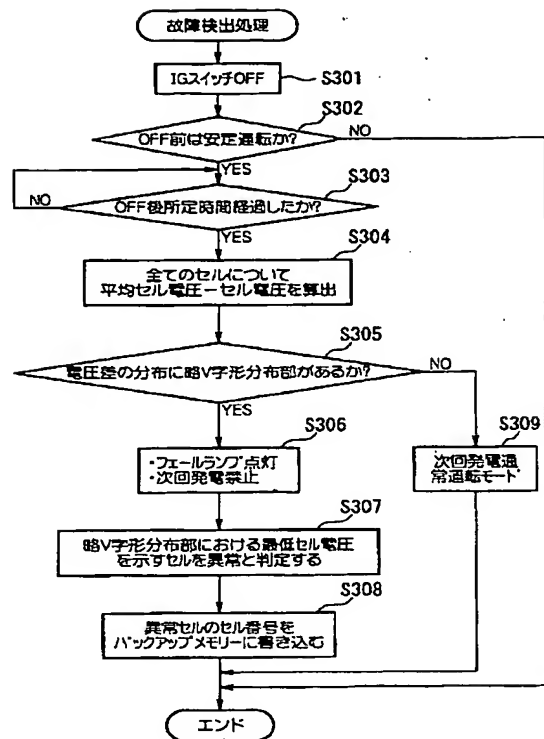 故障検出処理
IGスイッチOFF
S301
S302
OFF前は安定運転か?
NO
YES
S303
NO
OFF後所定時間経過したか?
YES
S304
全てのセルについて
平均セル電圧ーセル電圧を算出
S305
電圧差の分布に略V字形分布部があるか?
NO
YES
S306
・フェールランプ点灯
・次回発電禁止
S309
次回発電通
常運転モード
S307
略V字形分布部における最低セル電圧
を示すセルを異常と判定する
S308
異常セルのセル番号を
バックアップメモリーに書き込む
エンド